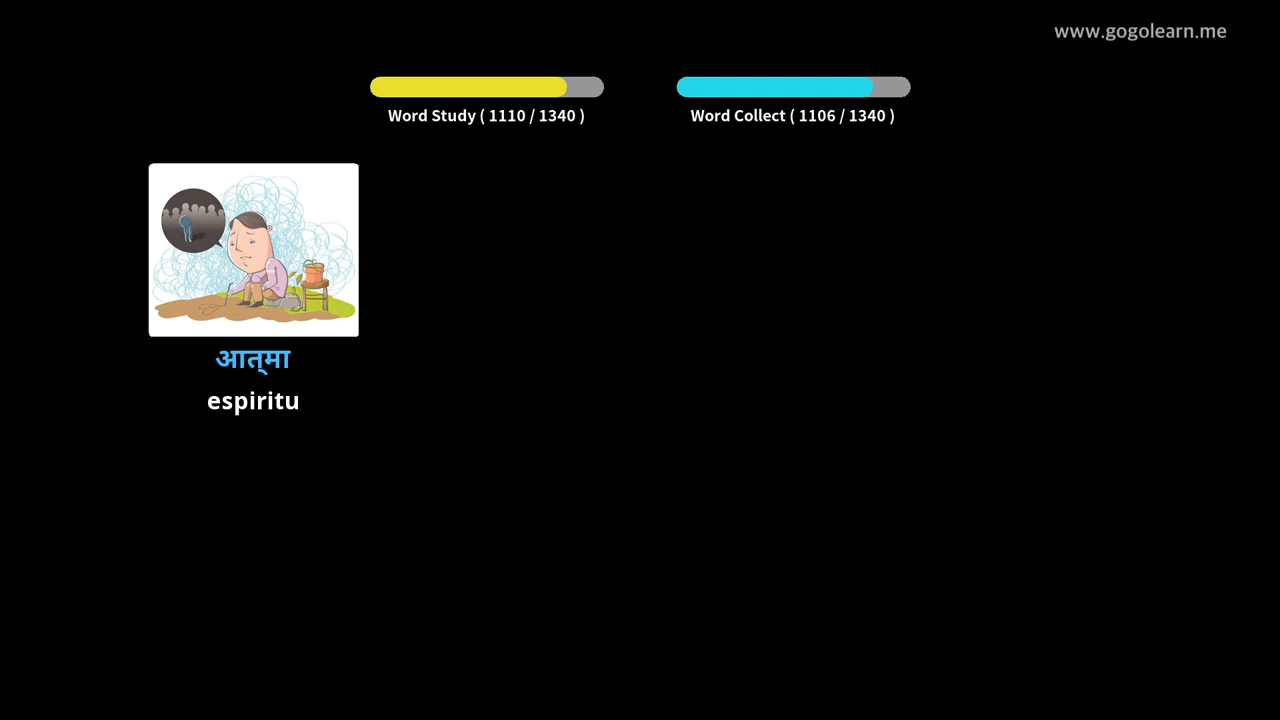 www.gogolearn.me
Word Study ( 1110 / 1340 )
Word Collect ( 1106 / 1340 )
आत्‌मा
espiritu